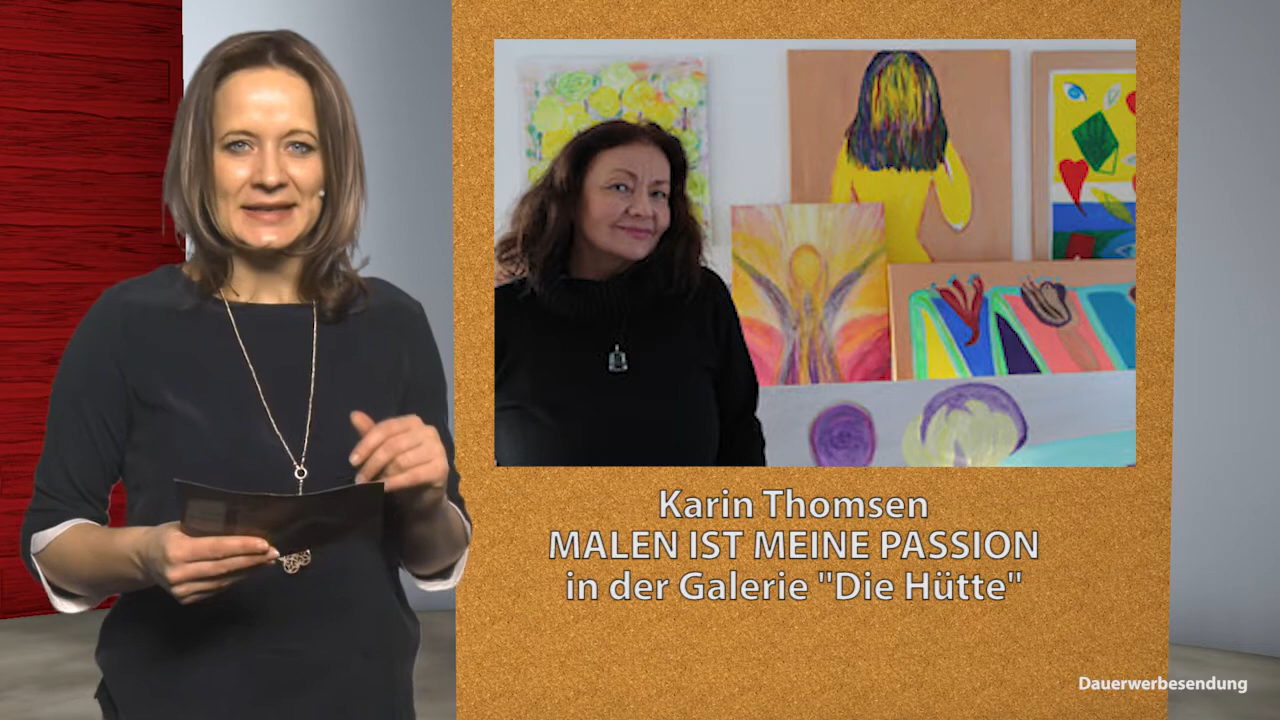 Karin Thomsen
MALEN IST MEINE PASSION
in der Galerie "Die Hütte"
Dauerwerbesendung